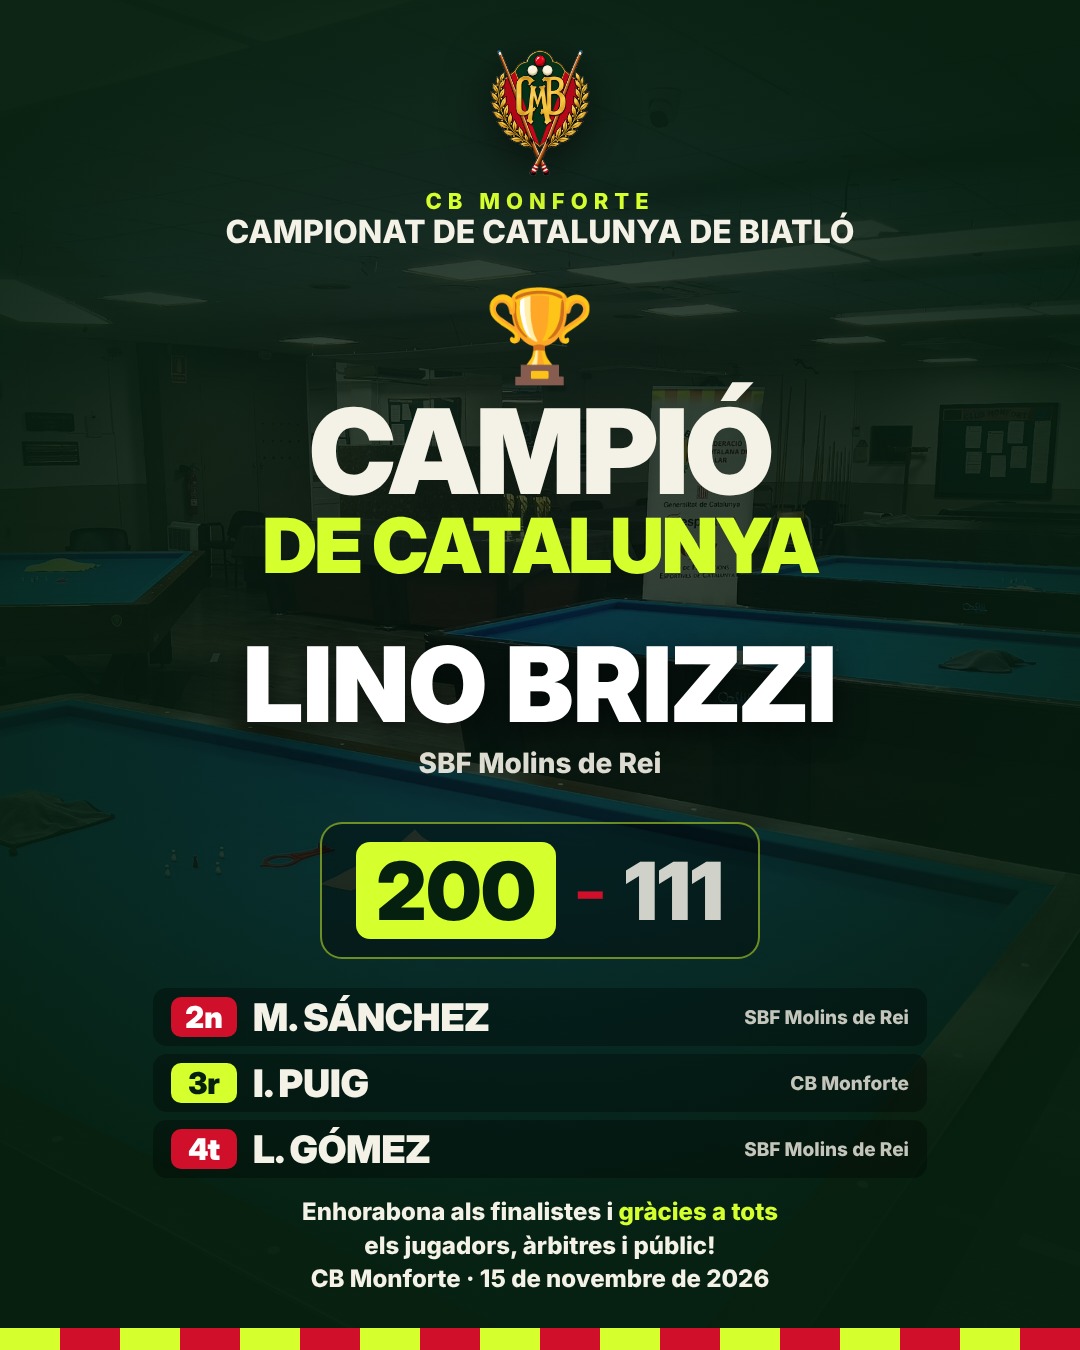 CMB
CB MONFORTE
CAMPIONAT DE CATALUNYA DE BIATLÓ
CAMPIÓ
DE CATALUNYA
LINO BRIZZI
SBF Molins de Rei
200 - 111
2n M. SÁNCHEZ SBF Molins de Rei
3r I. PUIG CB Monforte
4t L. GÓMEZ SBF Molins de Rei
Enhorabona als finalistes i gràcies a tots
els jugadors, àrbitres i públic!
CB Monforte · 15 de novembre de 2026